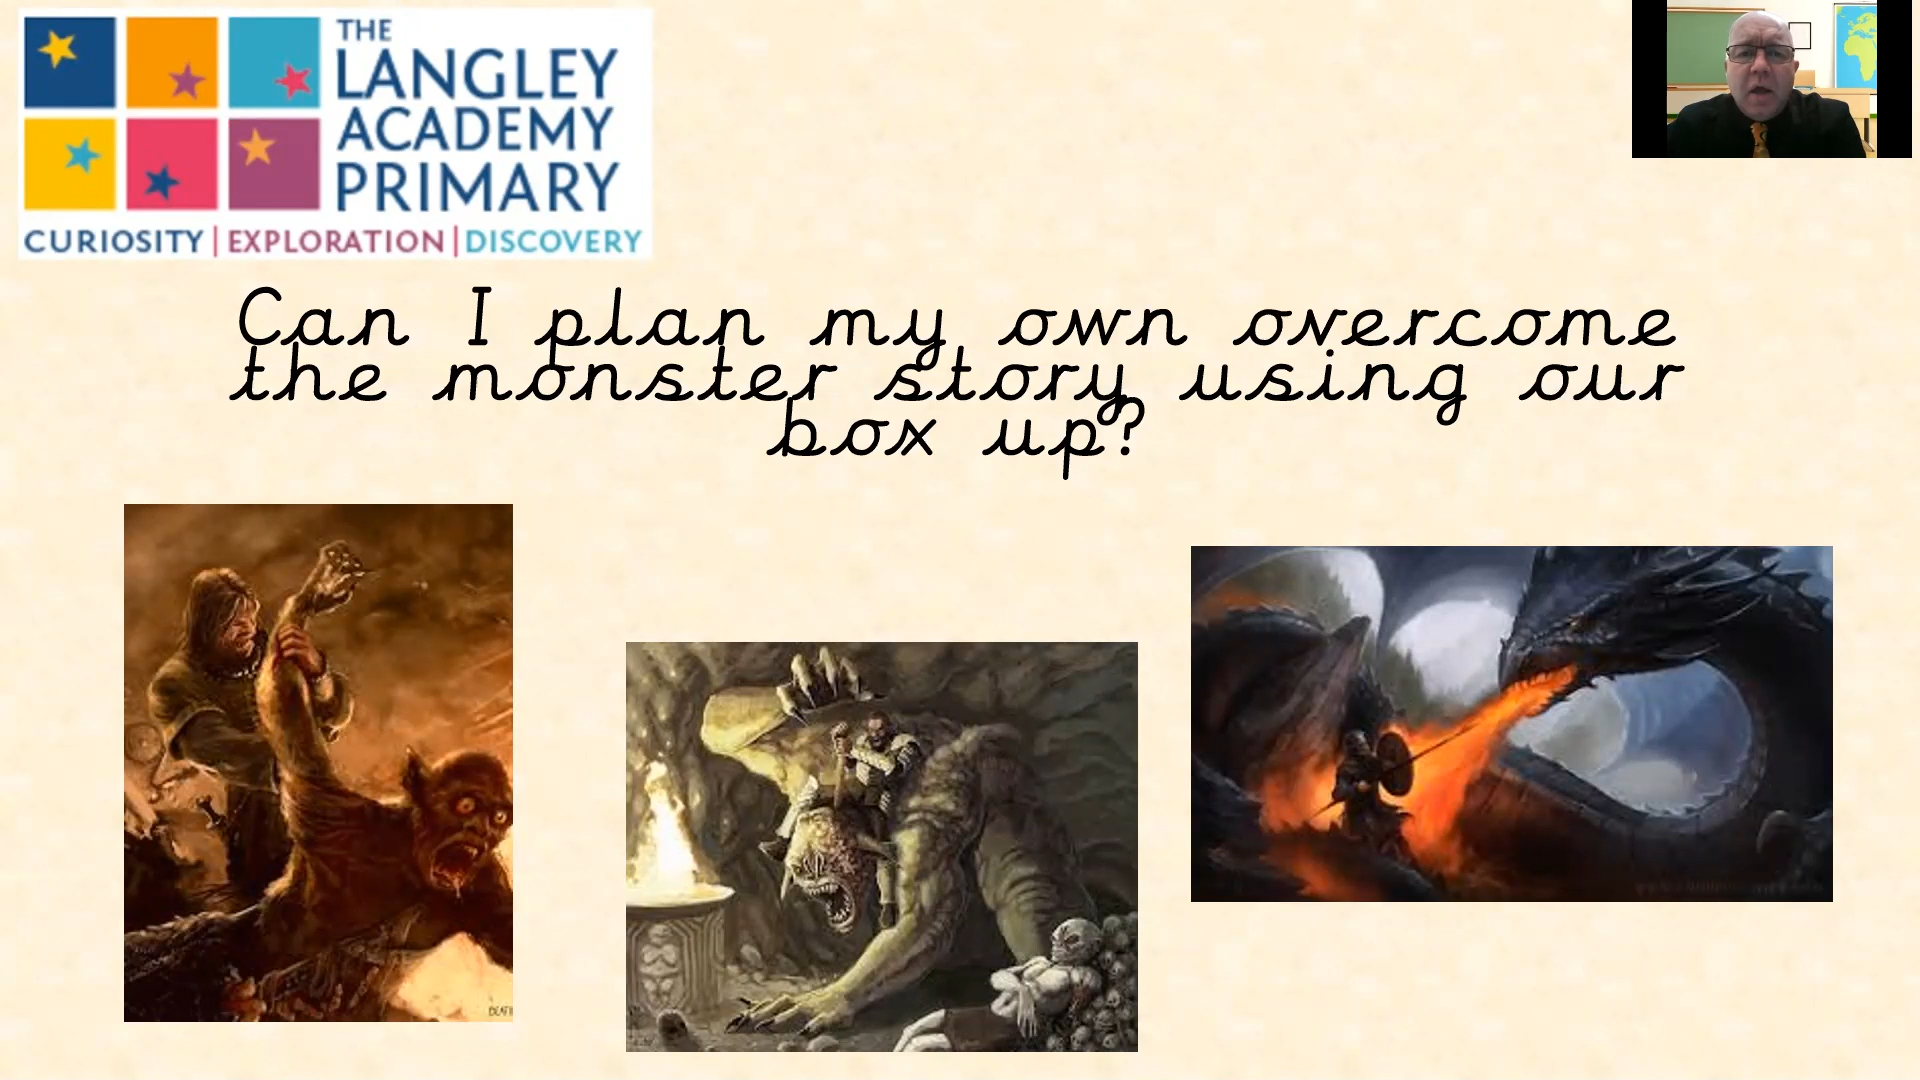 THE
LANGLEY
ACADEMY
PRIMARY
CURIOSITY | EXPLORATION | DISCOVERY
Can I plan my own overcome
the monster story using our
box up?